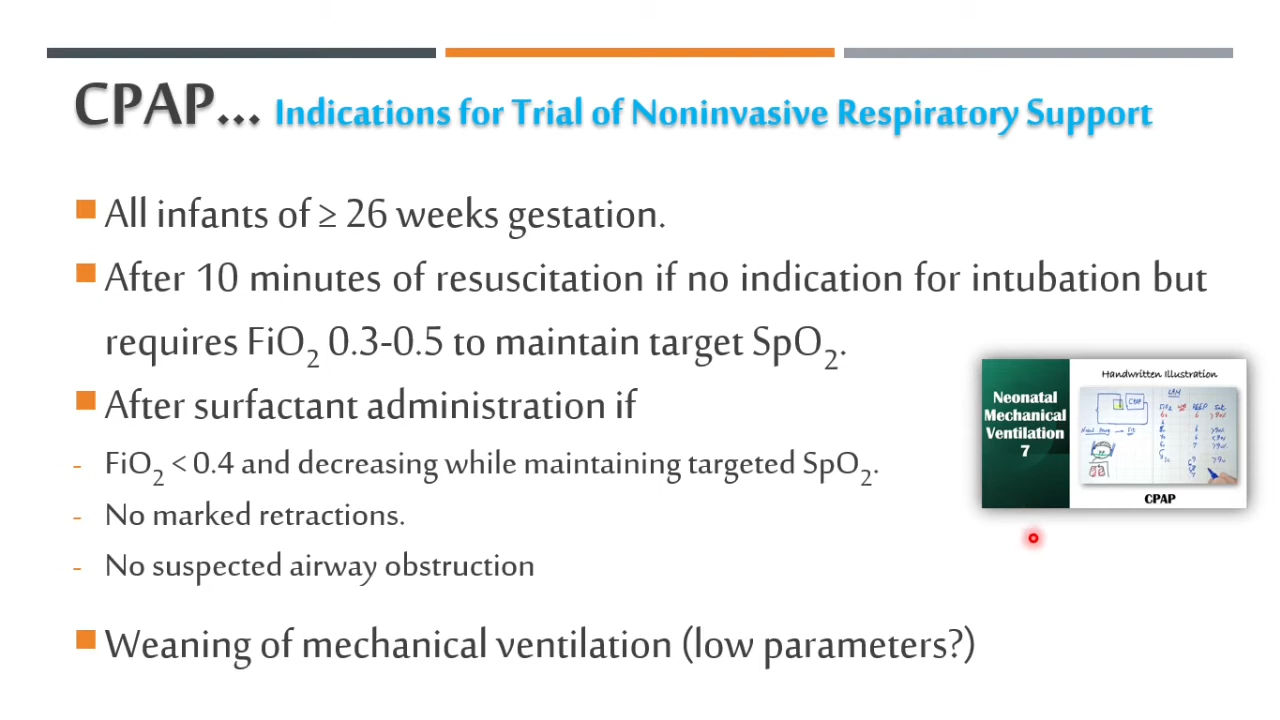 CPAP... Indications for Trial of Noninvasive Respiratory Support
All infants of ≥ 26 weeks gestation.
After 10 minutes of resuscitation if no indication for intubation but
requires FiO2 0.3-0.5 to maintain target SpO2.
After surfactant administration if
- FiO2 < 0.4 and decreasing while maintaining targeted SpO2.
- No marked retractions.
- No suspected airway obstruction
Weaning of mechanical ventilation (low parameters?)
Neonatal
Mechanical
Ventilation
7
Handwritten Illustration
CPAP
CPAP